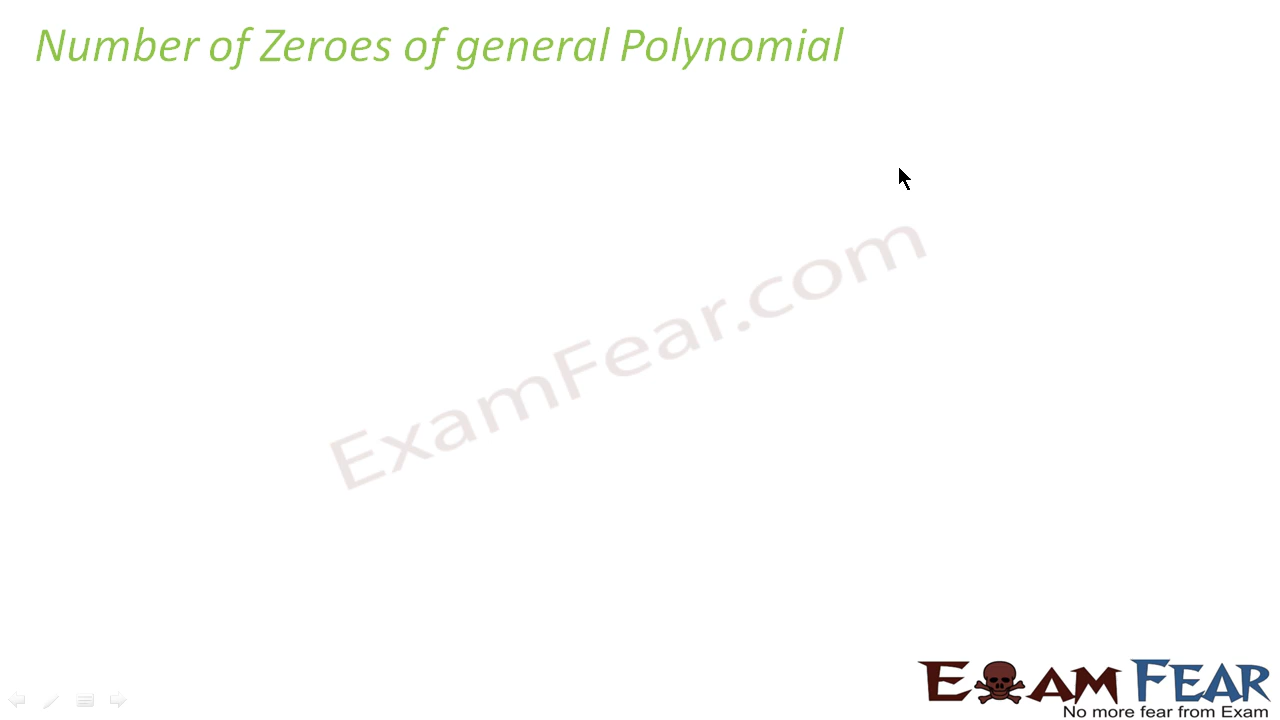 Number of Zeroes of general Polynomial
ExamFear.com
EXAM FEAR
No more fear from Exam